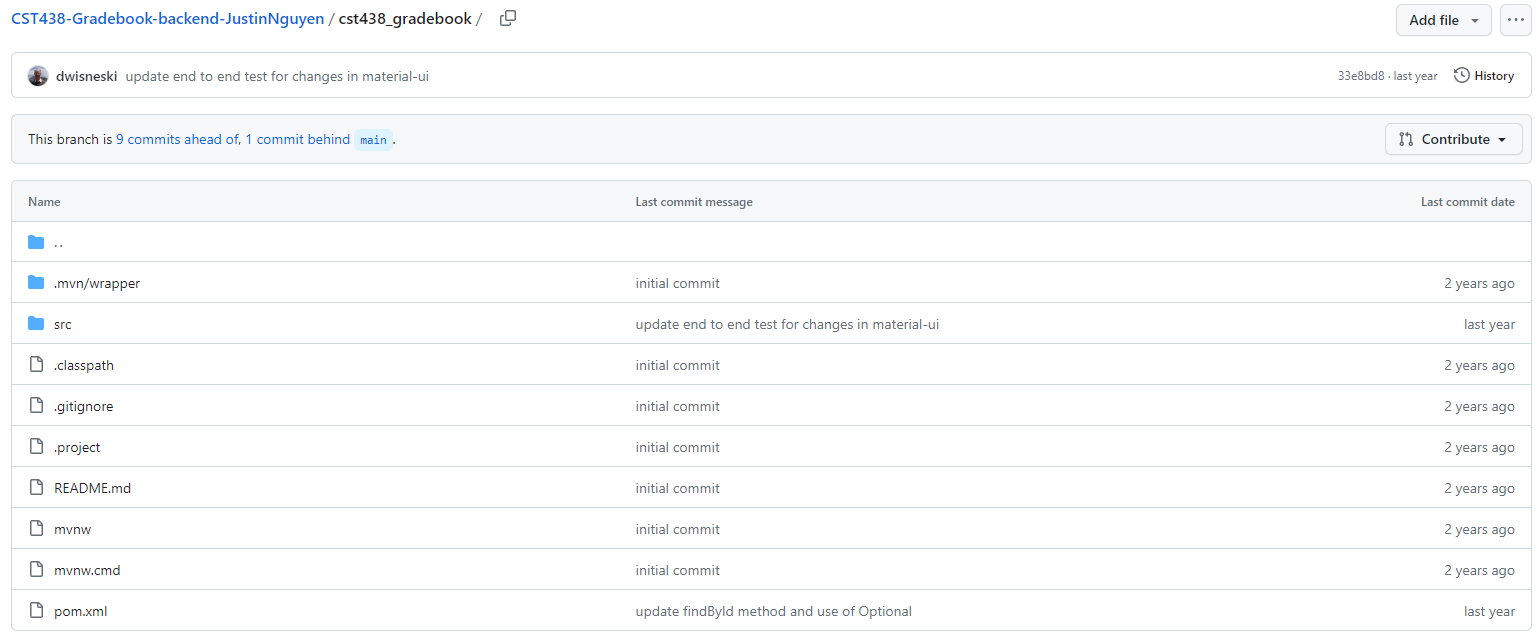 CST438-Gradebook-backend-JustinNguyen / cst438_gradebook /
Add file
dwisneski update end to end test for changes in material-ui
33e8bd8 · last year History
This branch is 9 commits ahead of, 1 commit behind main .
Contribute
Name Last commit message Last commit date
..
.mvn/wrapper initial commit 2 years ago
src update end to end test for changes in material-ui last year
.classpath initial commit 2 years ago
.gitignore initial commit 2 years ago
.project initial commit 2 years ago
README.md initial commit 2 years ago
mvnw initial commit 2 years ago
mvnw.cmd initial commit 2 years ago
pom.xml update findById method and use of Optional last year